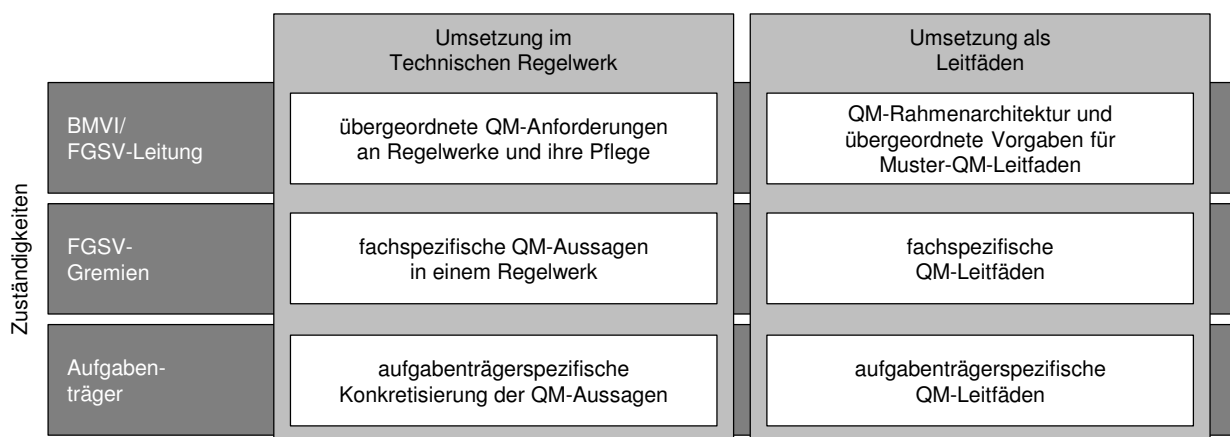 Umsetzung im
Technischen Regelwerk
Umsetzung als
Leitfäden
Zuständigkeiten
BMVI/
FGSV-Leitung
übergeordnete QM-Anforderungen
an Regelwerke und ihre Pflege
QM-Rahmenarchitektur und
übergeordnete Vorgaben für
Muster-QM-Leitfaden
FGSV-
Gremien
fachspezifische QM-Aussagen
in einem Regelwerk
fachspezifische
QM-Leitfäden
Aufgaben-
träger
aufgabenträgerspezifische
Konkretisierung der QM-Aussagen
aufgabenträgerspezifische
QM-Leitfäden